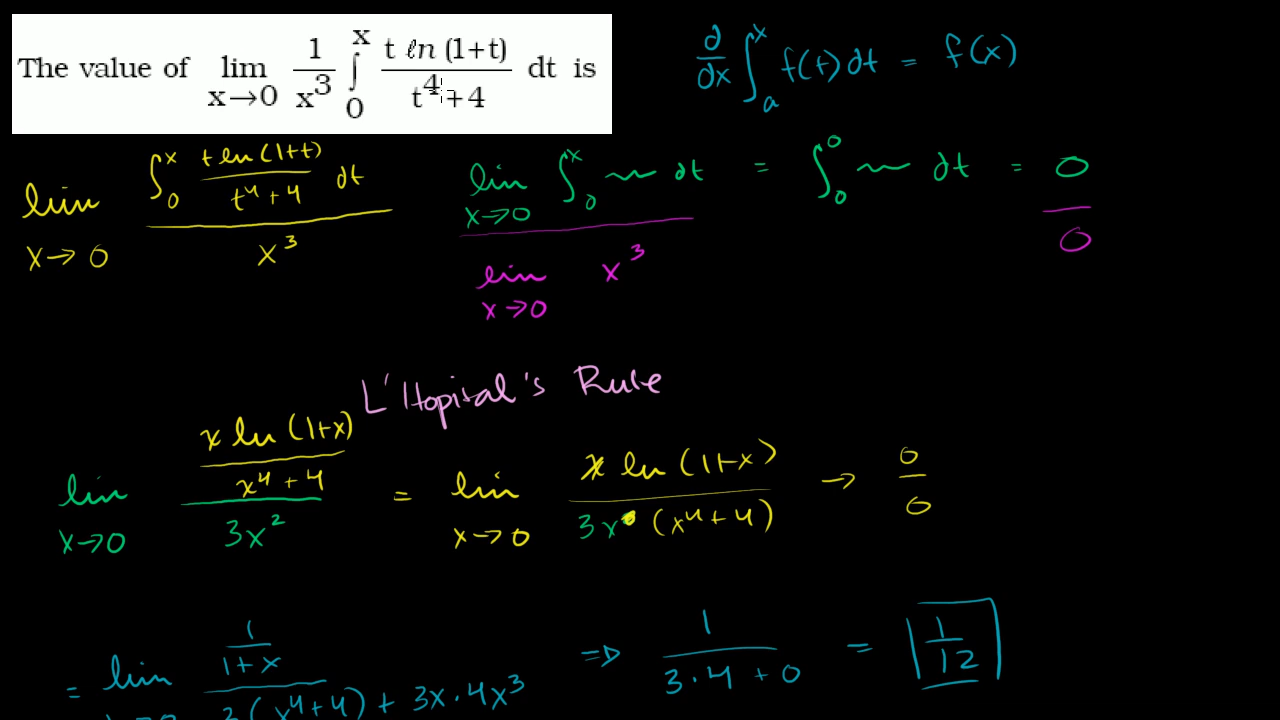 The value of lim x→0 1/x³ ∫₀ˣ t ln (1+t)/t⁴+4 dt is
d/dx ∫ₐˣ f(t) dt = f(x)
lim x→0 ∫₀ˣ t ln(1+t)/t⁴+4 dt / x³
lim x→0 ∫₀ˣ ~ dt / lim x→0 x³ = ∫₀⁰ ~ dt = 0/0
L'Hopital's Rule
lim x→0 x ln (1+x)/x⁴+4 / 3x² = lim x→0 x ln (1+x) / 3x (x⁴+4) → 0/0
= lim x→0 1/1+x / 3(x⁴+4) + 3x·4x³ ⇒ 1/3·4+0 = 1/12